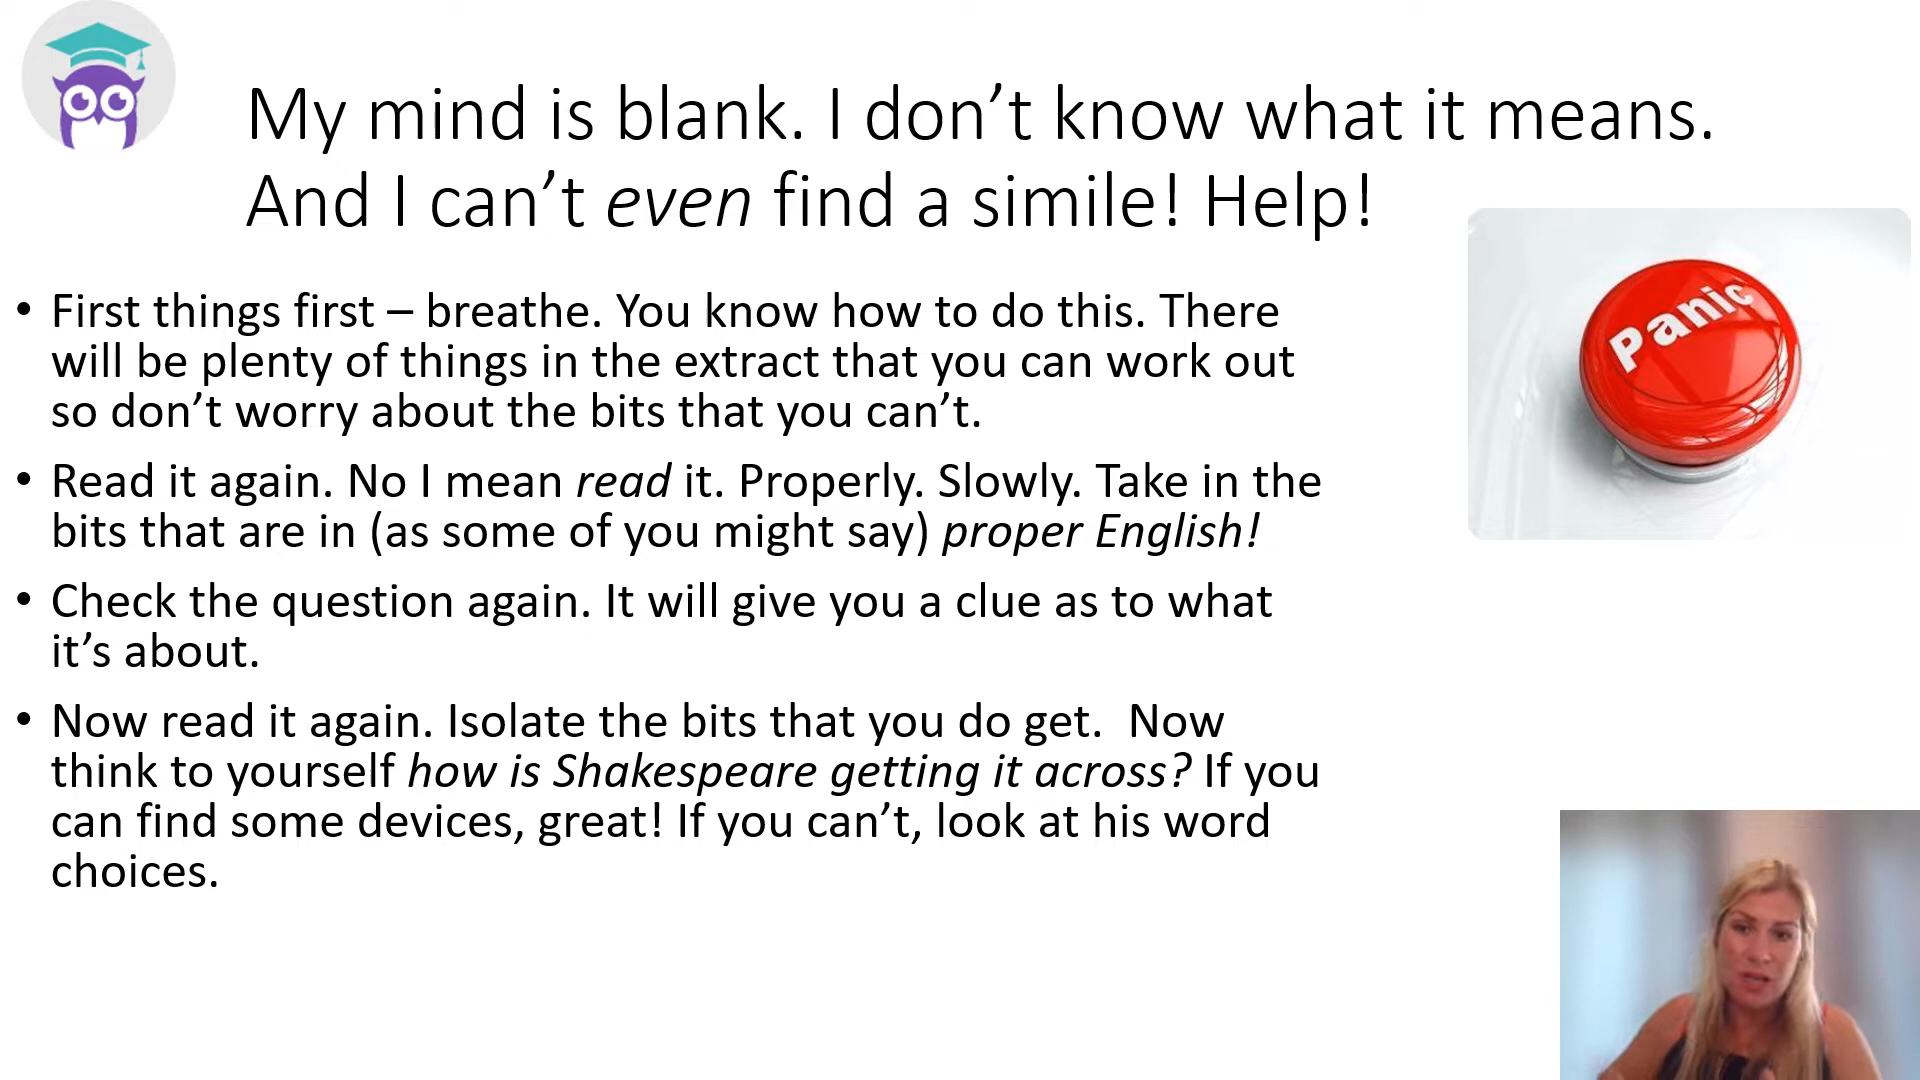 My mind is blank. I don’t know what it means.
And I can’t even find a simile! Help!
• First things first – breathe. You know how to do this. There
will be plenty of things in the extract that you can work out
so don’t worry about the bits that you can’t.
• Read it again. No I mean read it. Properly. Slowly. Take in the
bits that are in (as some of you might say) proper English!
• Check the question again. It will give you a clue as to what
it’s about.
• Now read it again. Isolate the bits that you do get.  Now
think to yourself how is Shakespeare getting it across? If you
can find some devices, great! If you can’t, look at his word
choices.
Panic